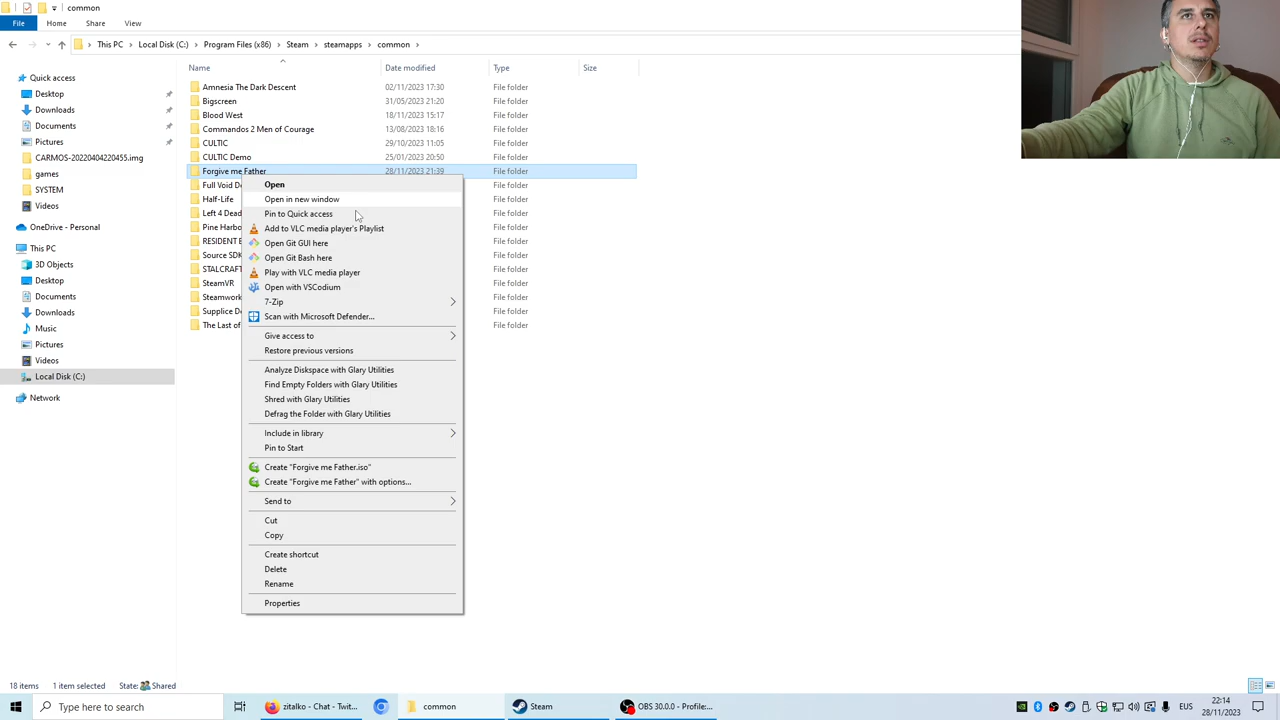 common
File
Home
Share
View
This PC
Local Disk (C:)
Program Files (x86)
Steam
steamapps
common
Name
Date modified
Type
Size
Quick access
Desktop
Downloads
Documents
Pictures
CARMOS-20220404220455.img
games
SYSTEM
Videos
OneDrive - Personal
This PC
3D Objects
Desktop
Documents
Downloads
Music
Pictures
Videos
Local Disk (C:)
Network
Amnesia The Dark Descent 02/11/2023 17:30 File folder
Bigscreen 31/05/2023 21:20 File folder
Blood West 18/11/2023 15:17 File folder
Commandos 2 Men of Courage 13/08/2023 18:16 File folder
CULTIC 29/10/2023 11:05 File folder
CULTIC Demo 25/01/2023 20:50 File folder
Forgive me Father 28/11/2023 21:39 File folder
Full Void De File folder
Half-Life File folder
Left 4 Dead File folder
Pine Harbo File folder
RESIDENT E File folder
Source SDK File folder
STALCRAFT File folder
SteamVR File folder
Steamwork File folder
Supplice De File folder
The Last of File folder
Open
Open in new window
Pin to Quick access
Add to VLC media player's Playlist
Open Git GUI here
Open Git Bash here
Play with VLC media player
Open with VSCodium
7-Zip
Scan with Microsoft Defender...
Give access to
Restore previous versions
Analyze Diskspace with Glary Utilities
Find Empty Folders with Glary Utilities
Shred with Glary Utilities
Defrag the Folder with Glary Utilities
Include in library
Pin to Start
Create "Forgive me Father.iso"
Create "Forgive me Father" with options...
Send to
Cut
Copy
Create shortcut
Delete
Rename
Properties
18 items
1 item selected
State: Shared
Type here to search
zitalko - Chat - Twit...
common
Steam
OBS 30.0.0 - Profile:...
EUS
22:14
28/11/2023